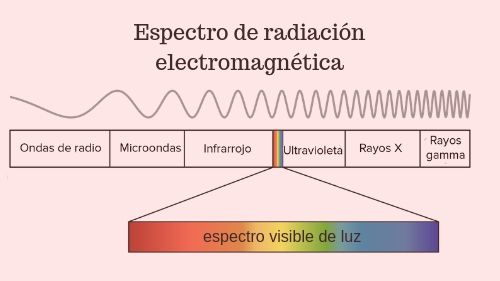 Espectro de radiación
electromagnética
Ondas de radio
Microondas
Infrarrojo
Ultravioleta
Rayos X
Rayos
gamma
espectro visible de luz